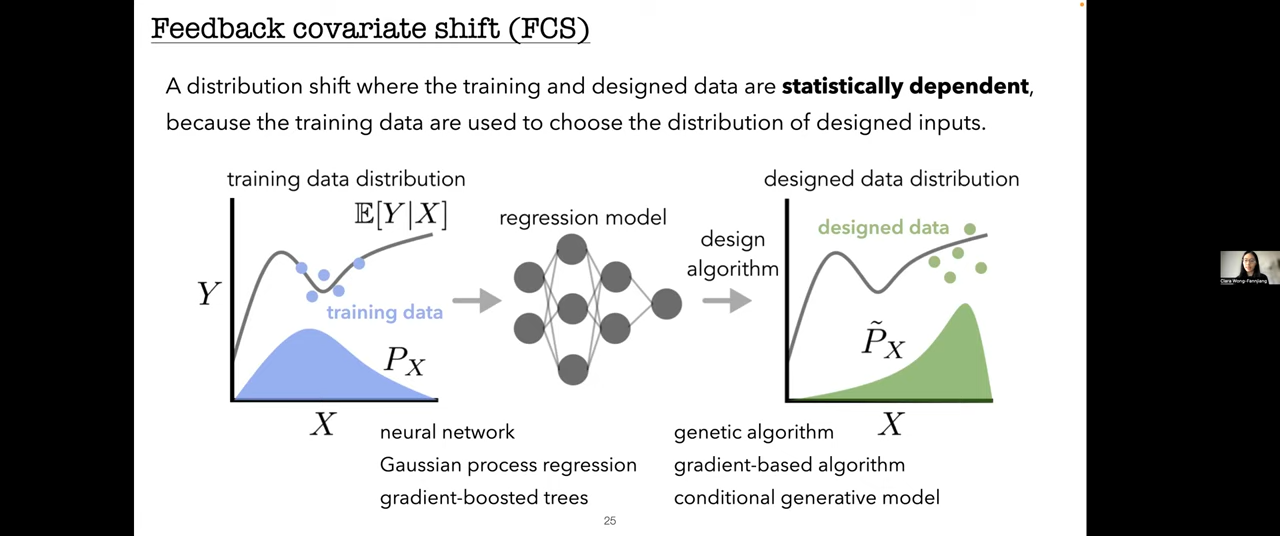 Feedback covariate shift (FCS)
A distribution shift where the training and designed data are statistically dependent,
because the training data are used to choose the distribution of designed inputs.
training data distribution
𝔼[Y|X]
Y
training data
P_X
X
regression model
design
algorithm
designed data distribution
designed data
P̃_X
X
neural network
Gaussian process regression
gradient-boosted trees
genetic algorithm
gradient-based algorithm
conditional generative model
25
Clara Wong-Fannjiang